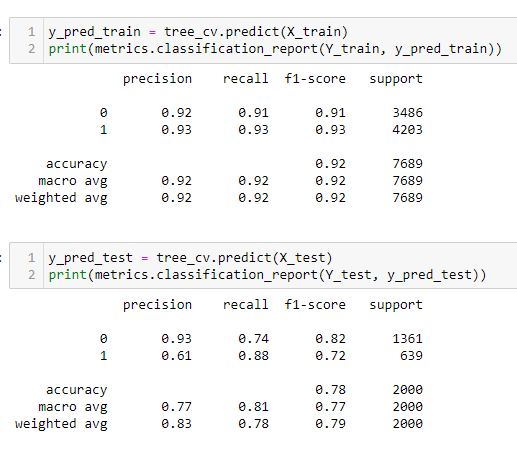 1 y_pred_train = tree_cv.predict(X_train)
2 print(metrics.classification_report(Y_train, y_pred_train))
precision recall f1-score support
0 0.92 0.91 0.91 3486
1 0.93 0.93 0.93 4203
accuracy 0.92 7689
macro avg 0.92 0.92 0.92 7689
weighted avg 0.92 0.92 0.92 7689
1 y_pred_test = tree_cv.predict(X_test)
2 print(metrics.classification_report(Y_test, y_pred_test))
precision recall f1-score support
0 0.93 0.74 0.82 1361
1 0.61 0.88 0.72 639
accuracy 0.78 2000
macro avg 0.77 0.81 0.77 2000
weighted avg 0.83 0.78 0.79 2000